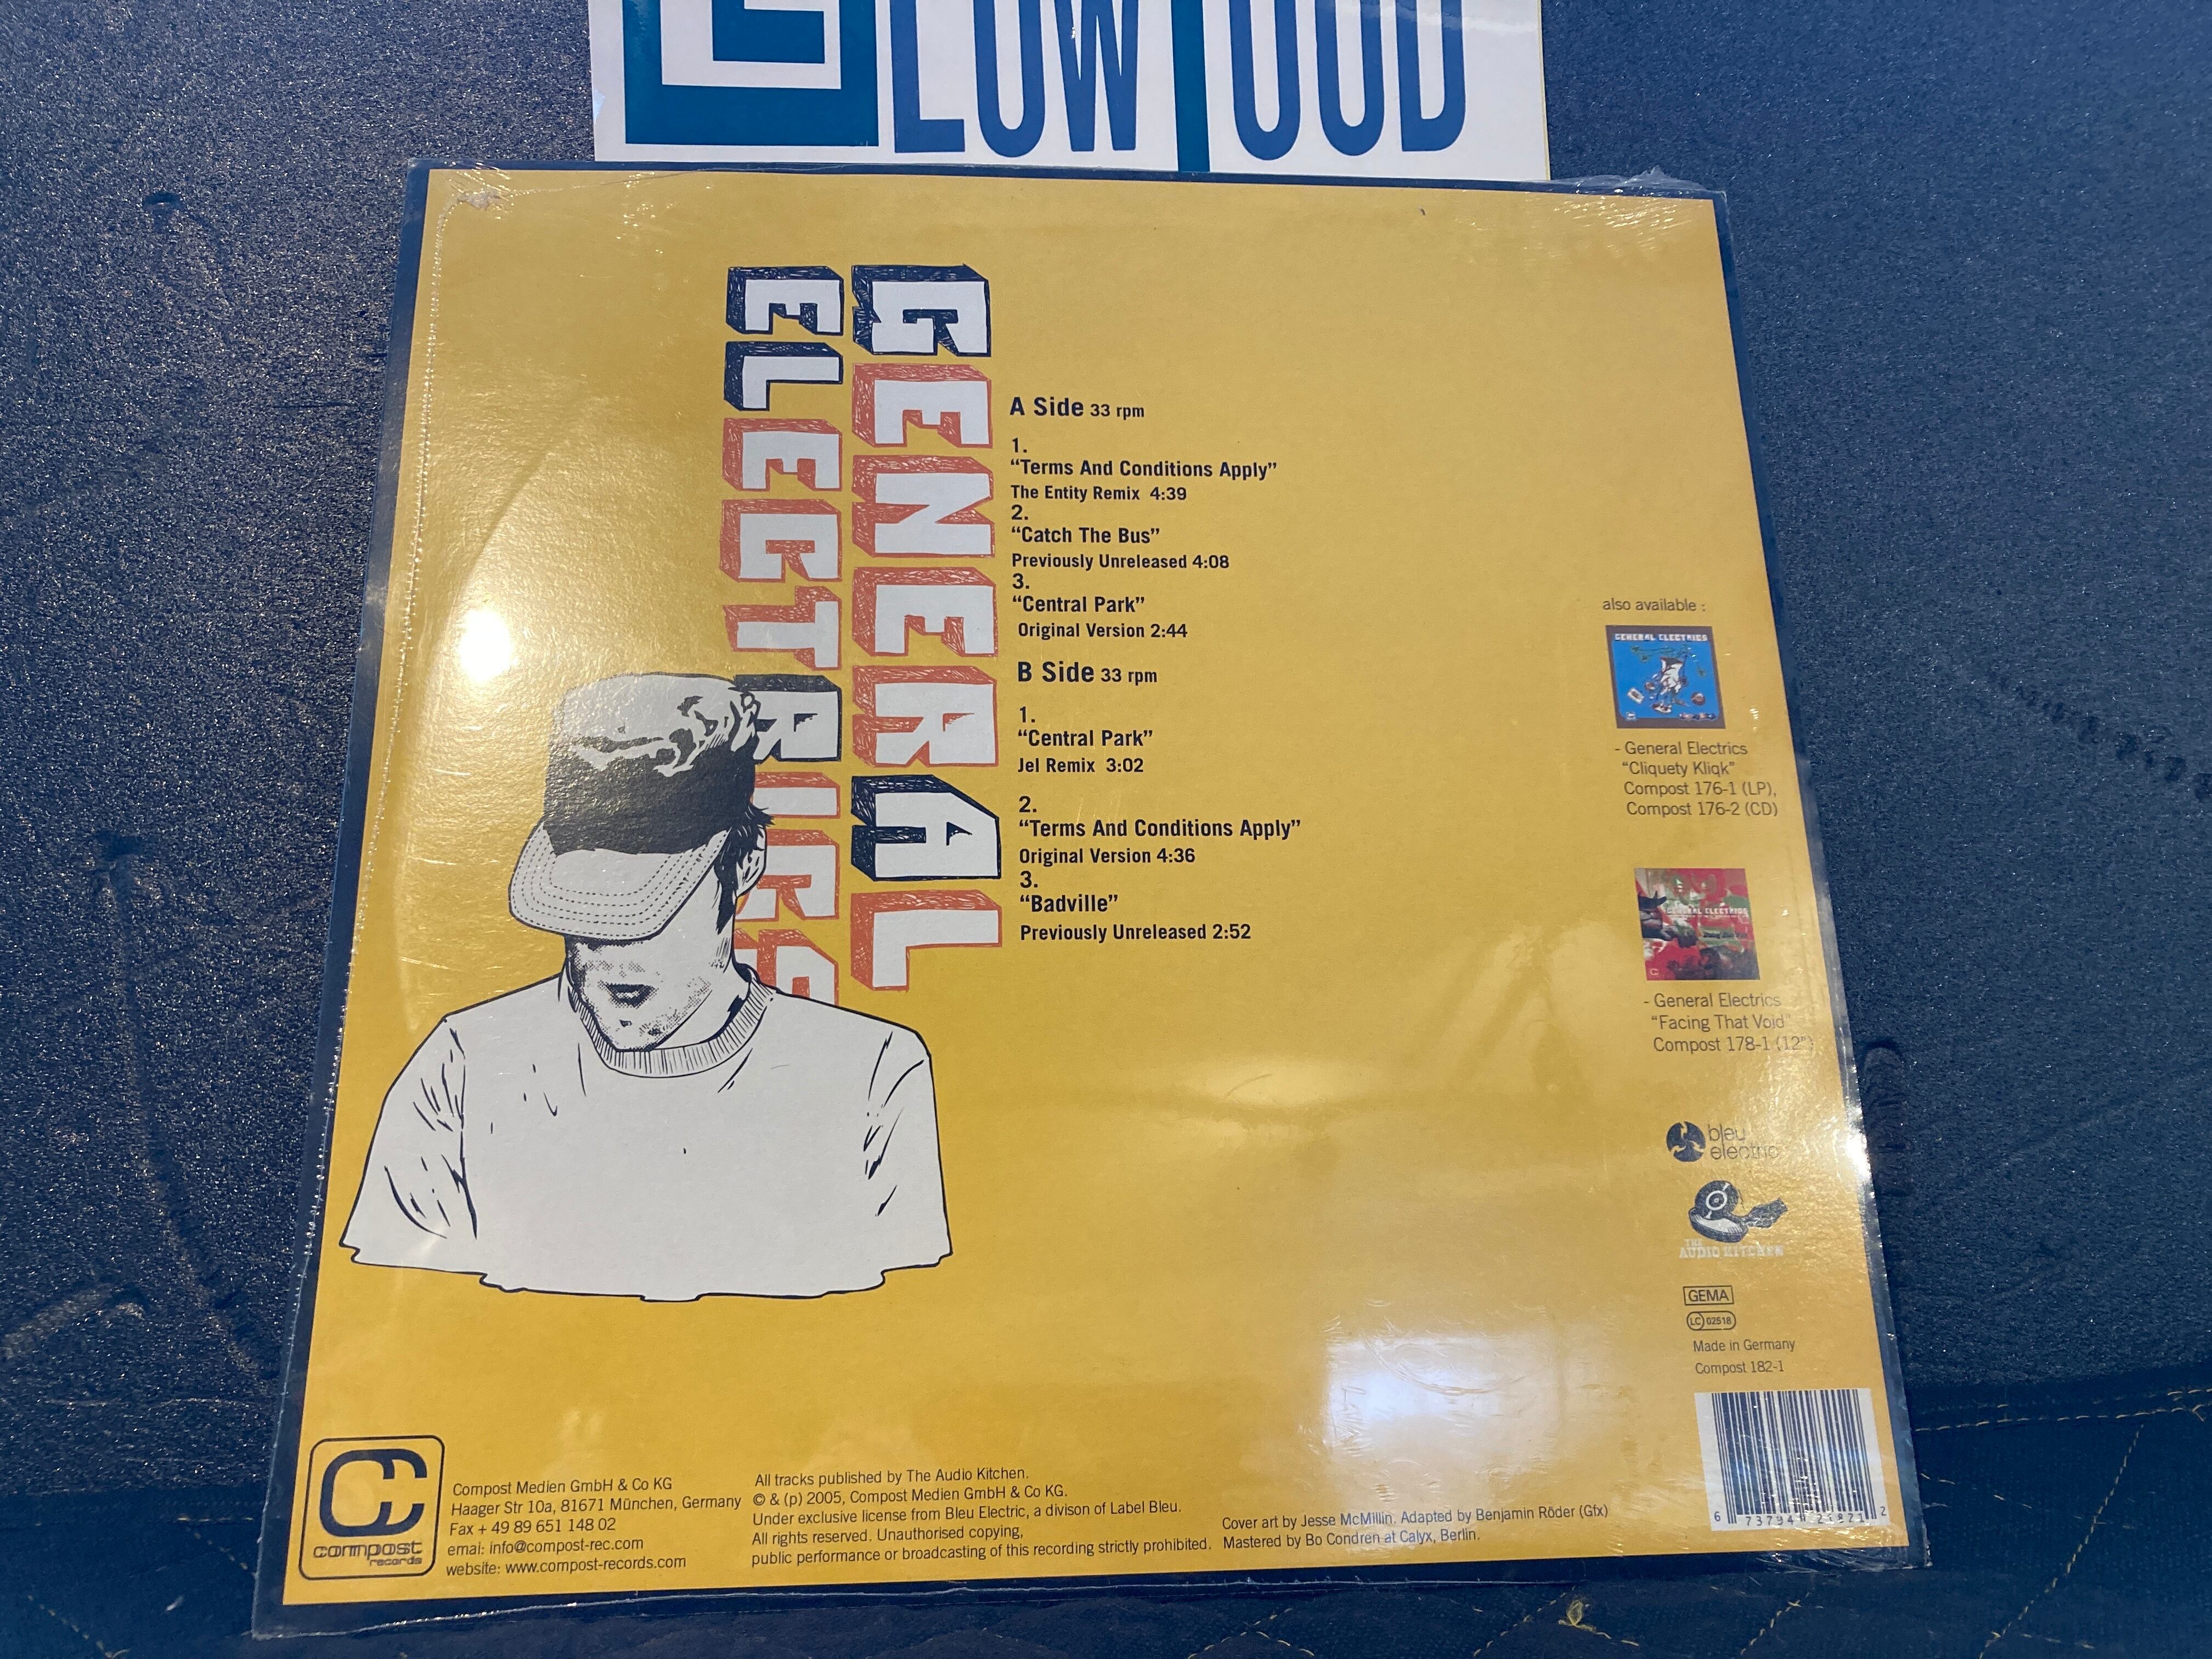 GENERAL
ELECTRICS
A Side 33 rpm
1.
“Terms And Conditions Apply”
The Entity Remix 4:39
2.
“Catch The Bus”
Previously Unreleased 4:08
3.
“Central Park”
Original Version 2:44
B Side 33 rpm
1.
“Central Park”
Jel Remix 3:02
2.
“Terms And Conditions Apply”
Original Version 4:36
3.
“Badville”
Previously Unreleased 2:52
also available :
GENERAL ELECTRICS
- General Electrics
“Cliquety Kliqk”
Compost 176-1 (LP),
Compost 176-2 (CD)
GENERAL ELECTRICS
- General Electrics
“Facing That Void”
Compost 178-1 (12")
bleu
electric
THE
AUDIO KITCHEN
GEMA
LC 02518
Made in Germany
Compost 182-1
compost
records
Compost Medien GmbH & Co KG
Haager Str 10a, 81671 München, Germany
Fax + 49 89 651 148 02
emai: info@compost-rec.com
website: www.compost-records.com
All tracks published by The Audio Kitchen.
© & (p) 2005, Compost Medien GmbH & Co KG.
Under exclusive license from Bleu Electric, a divison of Label Bleu.
All rights reserved. Unauthorised copying,
public performance or broadcasting of this recording strictly prohibited.
Cover art by Jesse McMillin. Adapted by Benjamin Röder (Gfx)
Mastered by Bo Condren at Calyx, Berlin.